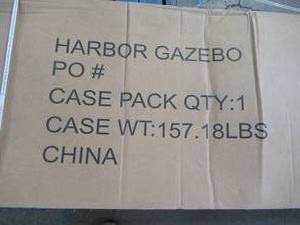 HARBOR GAZEBO
PO #
CASE PACK QTY:1
CASE WT:157.18LBS
CHINA